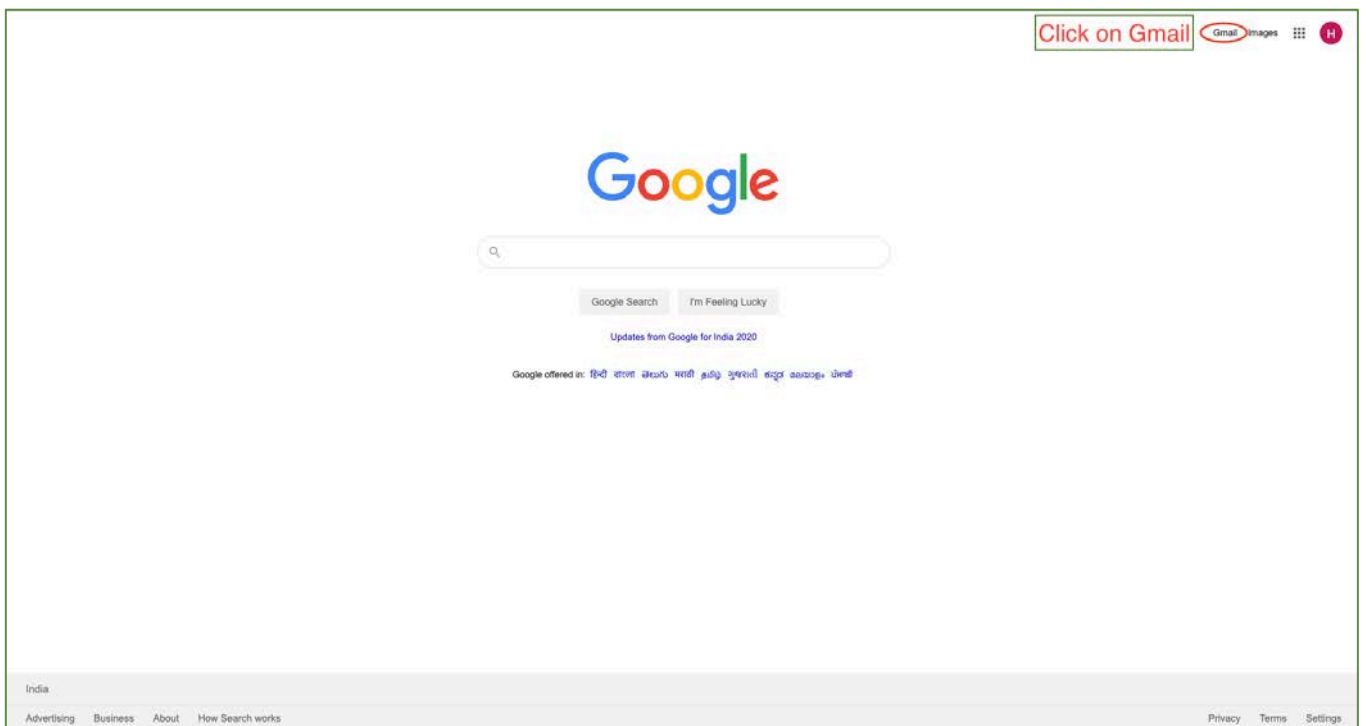 Click on Gmail Gmail Images H
Google
Google Search I'm Feeling Lucky
Updates from Google for India 2020
Google offered in: हिन्दी বাংলা తెలుగు मराठी தமிழ் ગુજરાતી ಕನ್ನಡ മലയാളം ਪੰਜਾਬੀ
India
Advertising Business About How Search works Privacy Terms Settings